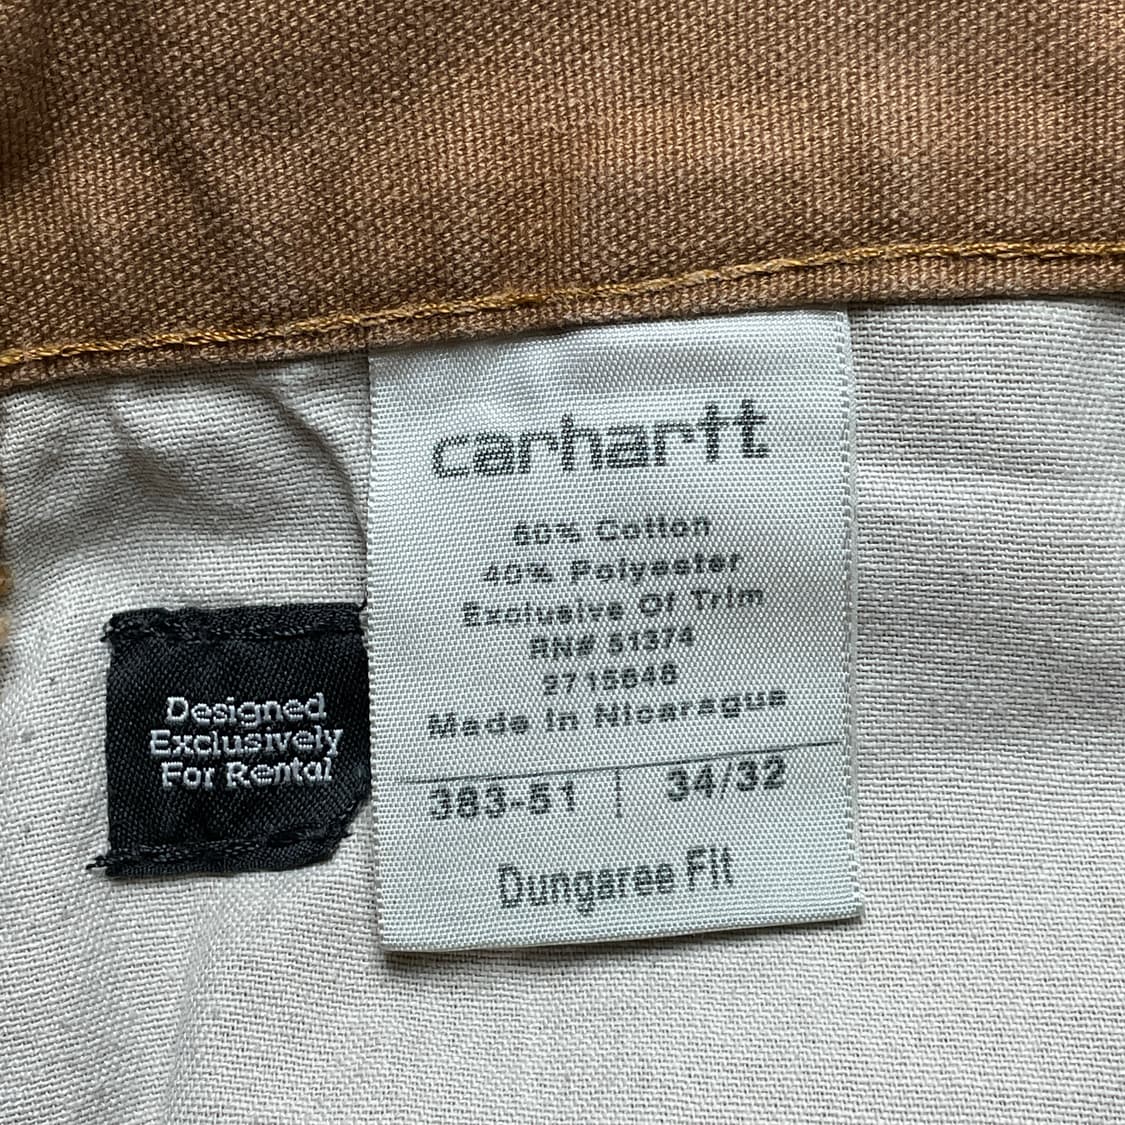 carhartt
60% Cotton
40% Polyester
Exclusive Of Trim
RN# 51374
Made In Nicaragua
383-51 | 34/32
Dungaree Fit
Designed
Exclusively
For Rental